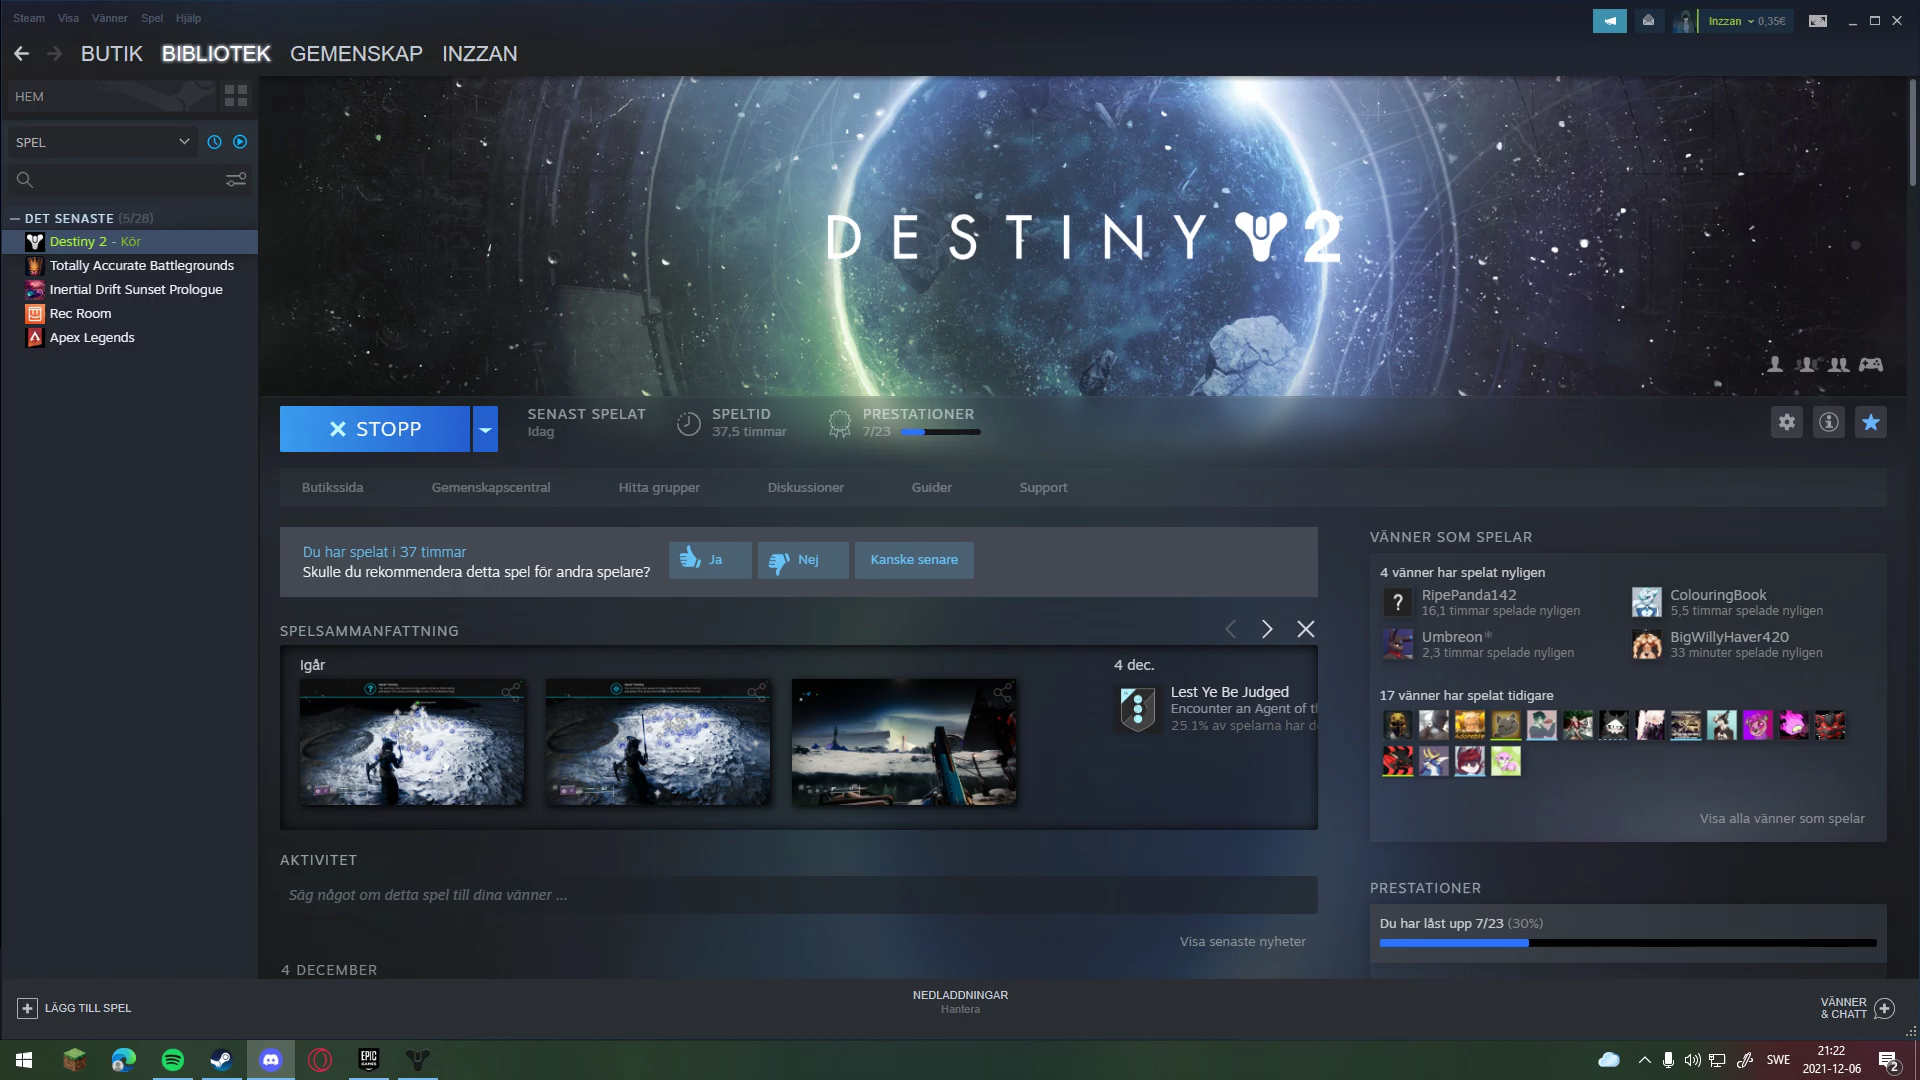 Steam Visa Vänner Spel Hjälp
Inzzan 0,35€
BUTIK BIBLIOTEK GEMENSKAP INZZAN
HEM
SPEL
DET SENASTE (5/28)
Destiny 2 - Kör
Totally Accurate Battlegrounds
Inertial Drift Sunset Prologue
Rec Room
Apex Legends
DESTINY 2
STOPP
SENAST SPELAT
Idag
SPELTID
37,5 timmar
PRESTATIONER
7/23
Butikssida Gemenskapscentral Hitta grupper Diskussioner Guider Support
Du har spelat i 37 timmar
Skulle du rekommendera detta spel för andra spelare?
Ja
Nej
Kanske senare
SPELSAMMANFATTNING
Igår
4 dec.
Lest Ye Be Judged
Encounter an Agent of th
25.1% av spelarna har de
AKTIVITET
Säg något om detta spel till dina vänner ...
Visa senaste nyheter
4 DECEMBER
VÄNNER SOM SPELAR
4 vänner har spelat nyligen
RipePanda142
16,1 timmar spelade nyligen
ColouringBook
5,5 timmar spelade nyligen
Umbreon*
2,3 timmar spelade nyligen
BigWillyHaver420
33 minuter spelade nyligen
17 vänner har spelat tidigare
Visa alla vänner som spelar
PRESTATIONER
Du har låst upp 7/23 (30%)
LÄGG TILL SPEL
NEDLADDNINGAR
Hantera
VÄNNER
& CHATT
EPIC
GAMES
SWE
21:22
2021-12-06
2